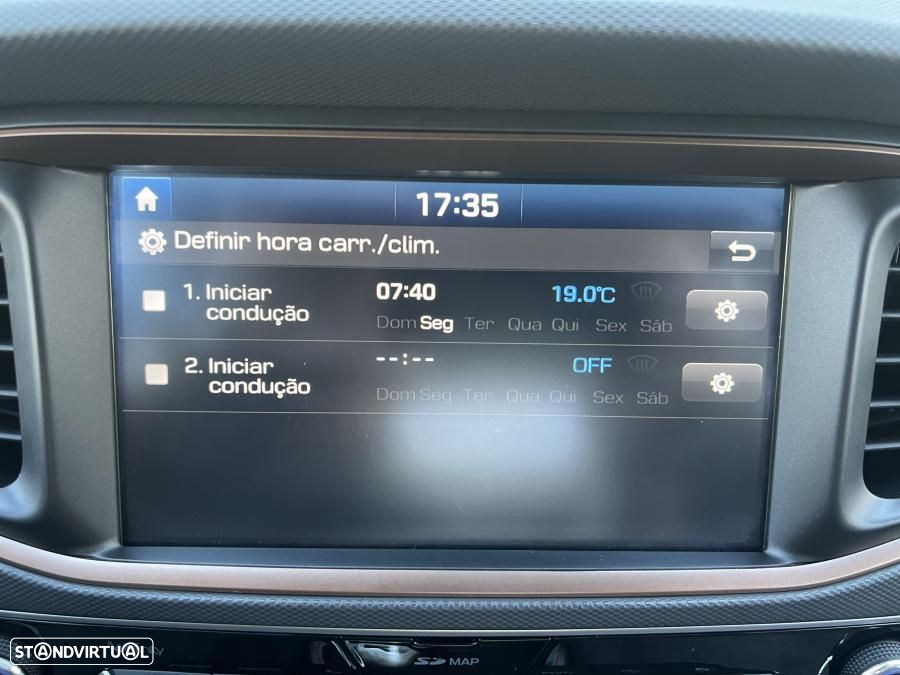 17:35
Definir hora carr./clim.
1. Iniciar condução 07:40 19.0°C
Dom Seg Ter Qua Qui Sex Sáb
2. Iniciar condução --:-- OFF
Dom Seg Ter Qua Qui Sex Sáb
STANDVIRTUAL
SD MAP